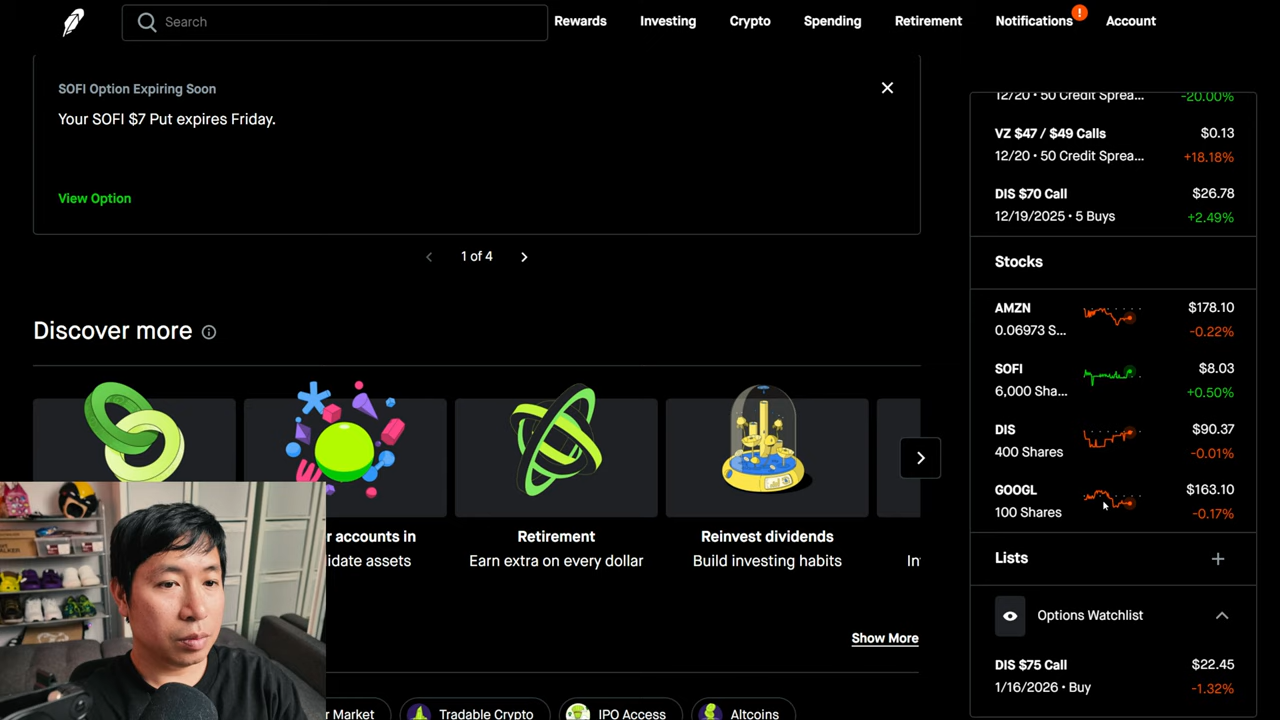 Search
Rewards
Investing
Crypto
Spending
Retirement
Notifications
!
Account
SOFI Option Expiring Soon
Your SOFI $7 Put expires Friday.
View Option
1 of 4
Discover more
r accounts in
idate assets
Retirement
Earn extra on every dollar
Reinvest dividends
Build investing habits
In
Show More
r Market
Tradable Crypto
IPO Access
Altcoins
12/20 • 50 Credit Sprea... -20.00%
VZ $47 / $49 Calls $0.13
12/20 • 50 Credit Sprea... +18.18%
DIS $70 Call $26.78
12/19/2025 • 5 Buys +2.49%
Stocks
AMZN $178.10
0.06973 S... -0.22%
SOFI $8.03
6,000 Sha... +0.50%
DIS $90.37
400 Shares -0.01%
GOOGL $163.10
100 Shares -0.17%
Lists
Options Watchlist
DIS $75 Call $22.45
1/16/2026 • Buy -1.32%